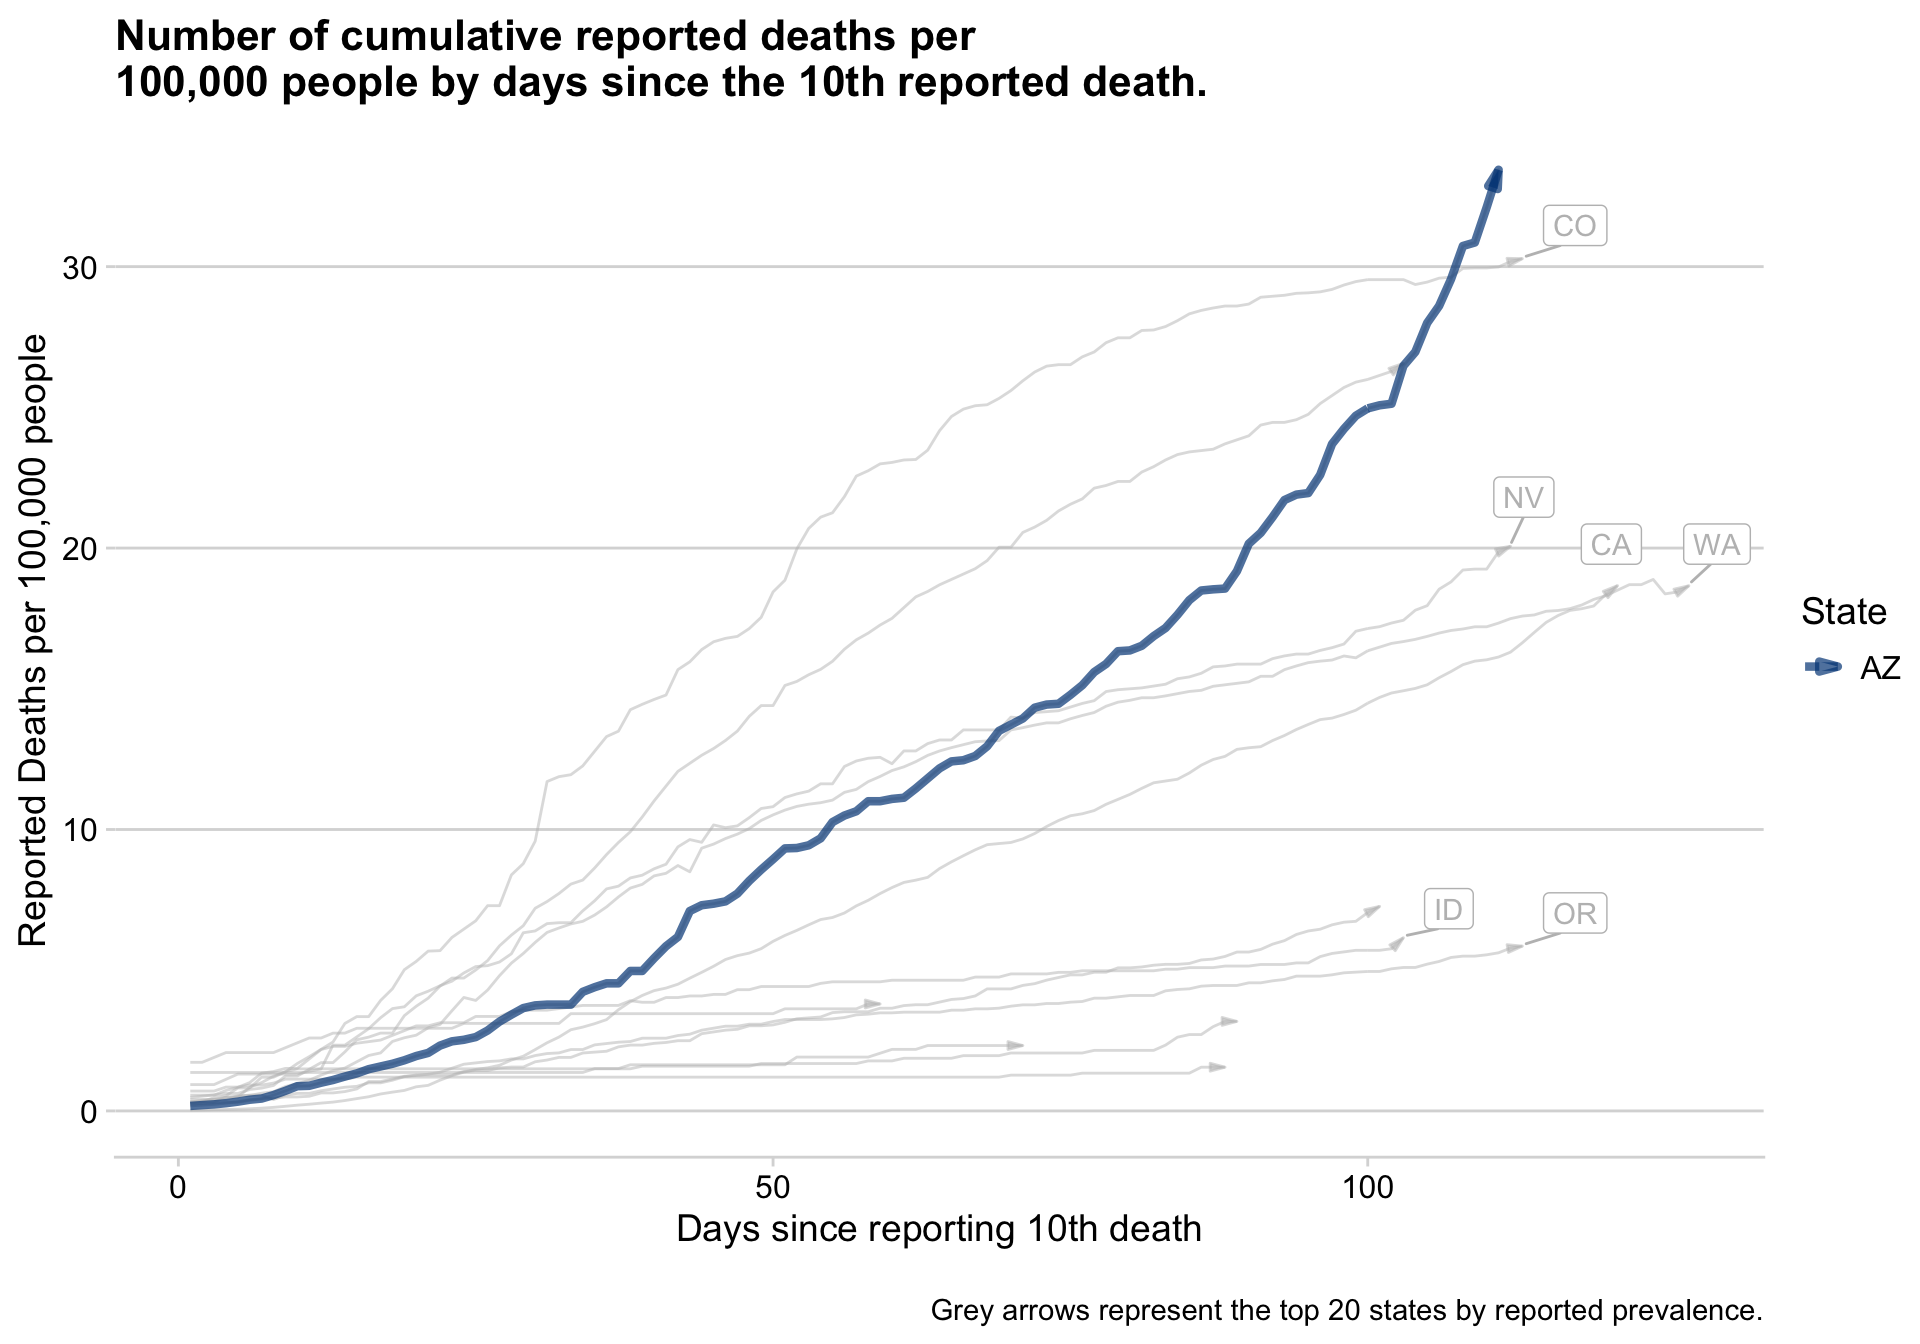 Number of cumulative reported deaths per
100,000 people by days since the 10th reported death.
Reported Deaths per 100,000 people
30
20
10
0
CO
NV
CA
WA
ID
OR
State
AZ
0
50
100
Days since reporting 10th death
Grey arrows represent the top 20 states by reported prevalence.